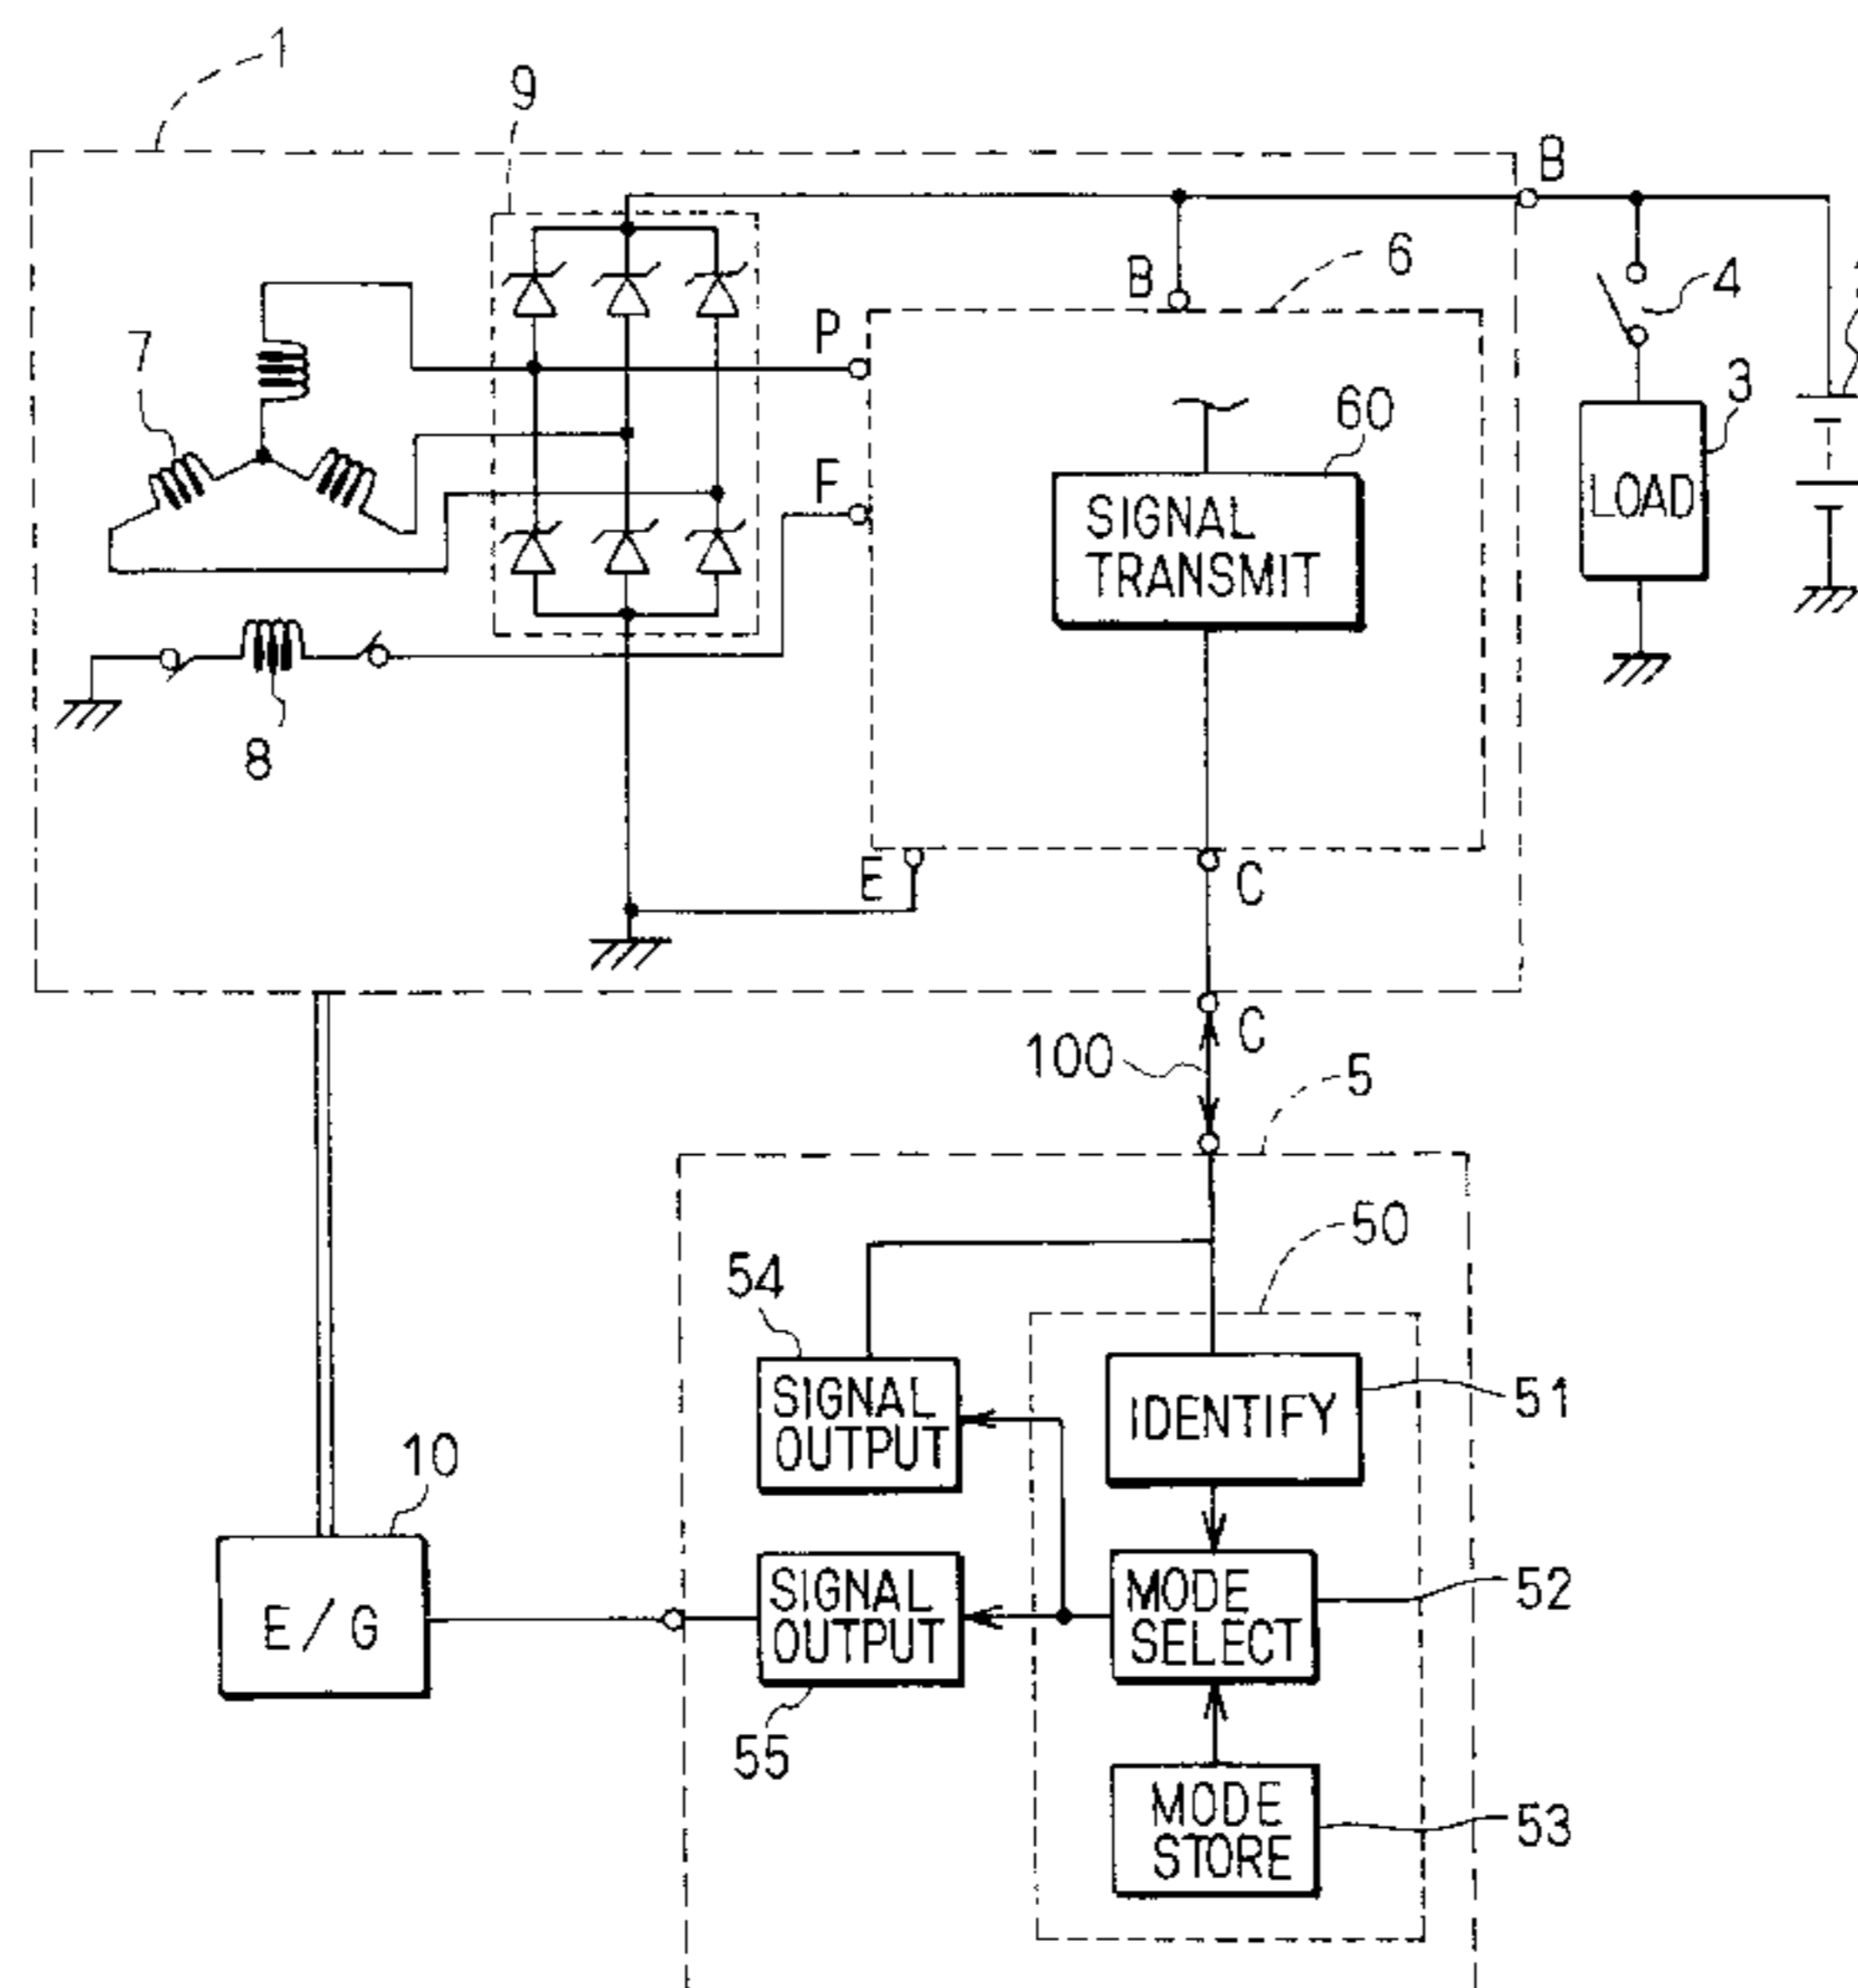 1
9
B
B
6
4
7
P
60
3
F
SIGNAL
TRANSMIT
LOAD
8
E
C
C
100
5
50
54
SIGNAL
OUTPUT
IDENTIFY
51
10
E/G
SIGNAL
OUTPUT
MODE
SELECT
52
55
MODE
STORE
53